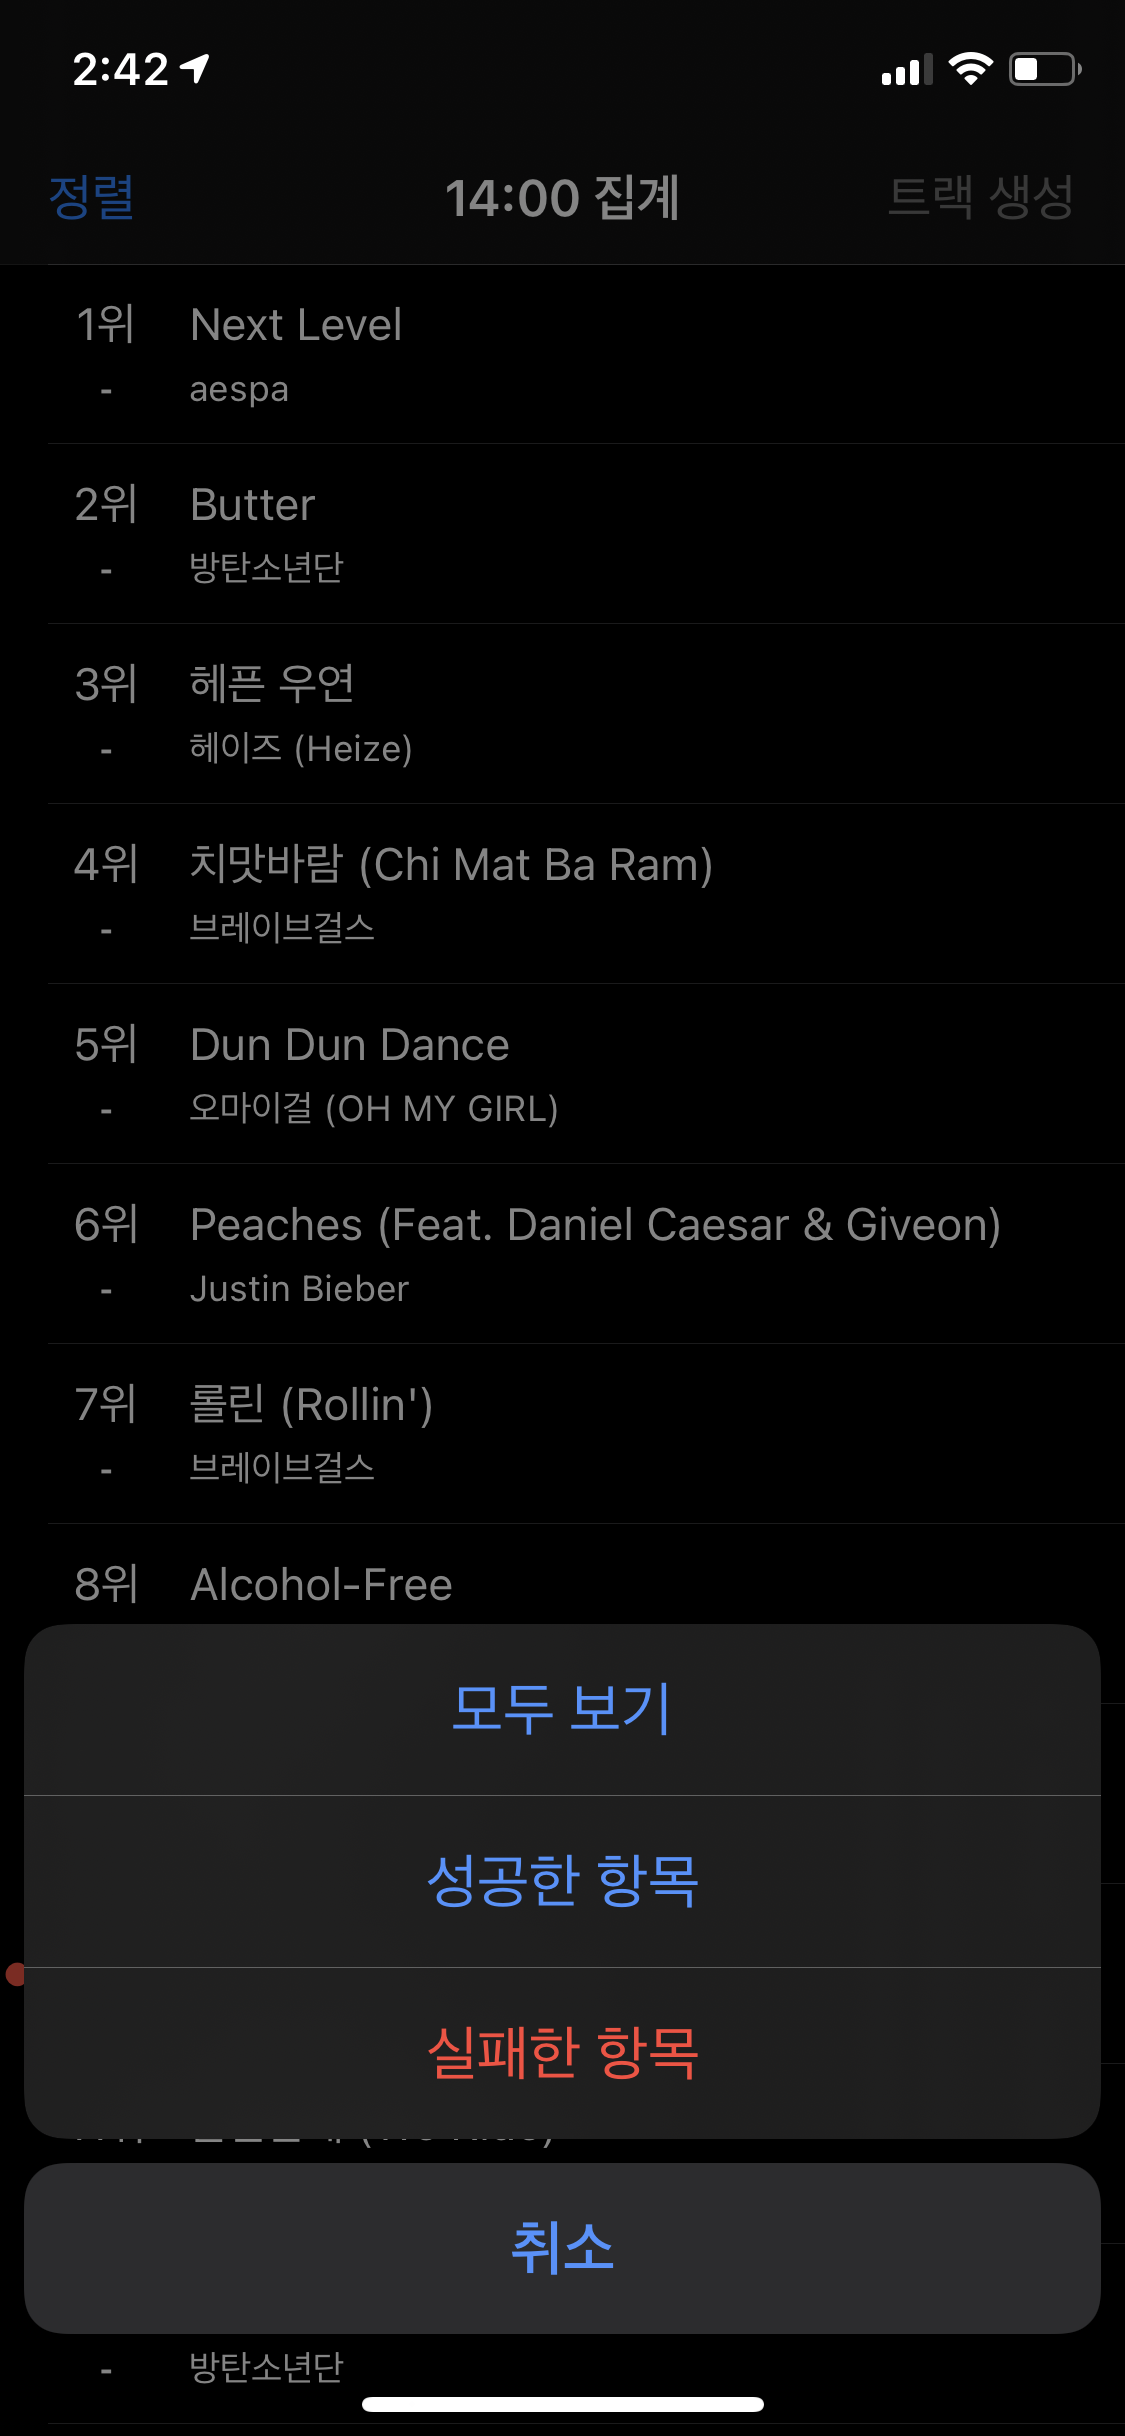 2:42
정렬
14:00 집계
트랙 생성
1위
Next Level
-
aespa
2위
Butter
-
방탄소년단
3위
헤픈 우연
-
헤이즈 (Heize)
4위
치맛바람 (Chi Mat Ba Ram)
-
브레이브걸스
5위
Dun Dun Dance
-
오마이걸 (OH MY GIRL)
6위
Peaches (Feat. Daniel Caesar & Giveon)
-
Justin Bieber
7위
롤린 (Rollin')
-
브레이브걸스
8위
Alcohol-Free
모두 보기
성공한 항목
실패한 항목
취소
-
방탄소년단